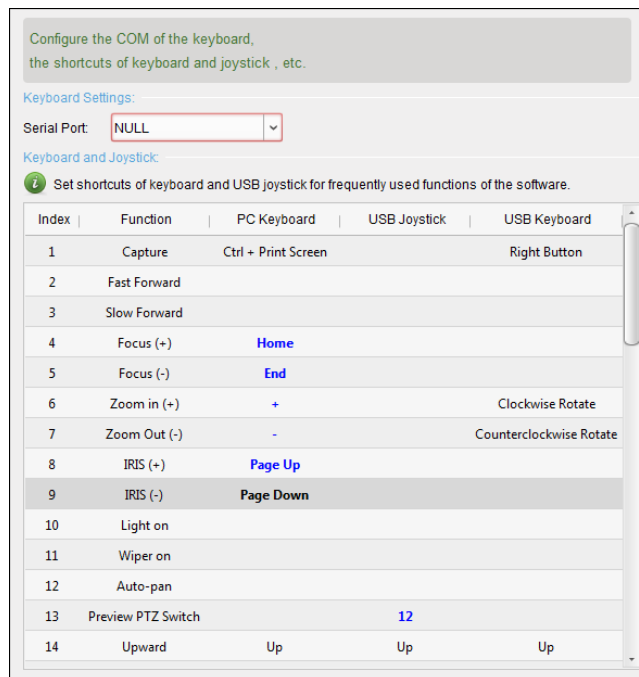 Configure the COM of the keyboard,
the shortcuts of keyboard and joystick , etc.
Keyboard Settings:
Serial Port: NULL
Keyboard and Joystick:
Set shortcuts of keyboard and USB joystick for frequently used functions of the software.
Index Function PC Keyboard USB Joystick USB Keyboard
1 Capture Ctrl + Print Screen Right Button
2 Fast Forward
3 Slow Forward
4 Focus (+) Home
5 Focus (-) End
6 Zoom in (+) + Clockwise Rotate
7 Zoom Out (-) - Counterclockwise Rotate
8 IRIS (+) Page Up
9 IRIS (-) Page Down
10 Light on
11 Wiper on
12 Auto-pan
13 Preview PTZ Switch 12
14 Upward Up Up Up